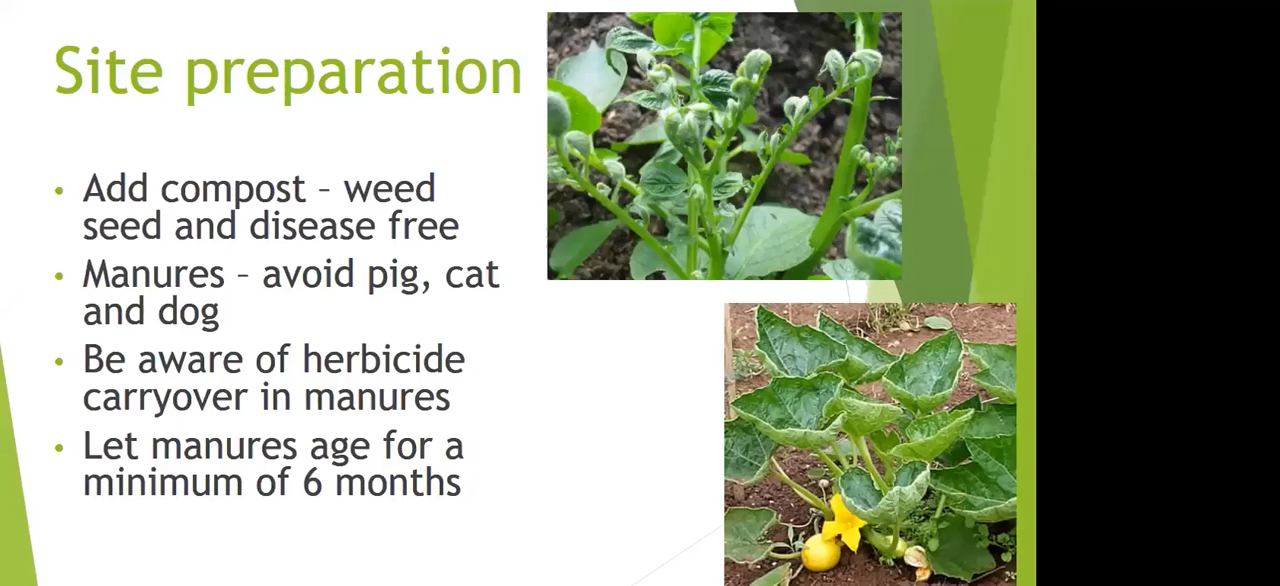 Site preparation
• Add compost – weed
seed and disease free
• Manures – avoid pig, cat
and dog
• Be aware of herbicide
carryover in manures
• Let manures age for a
minimum of 6 months